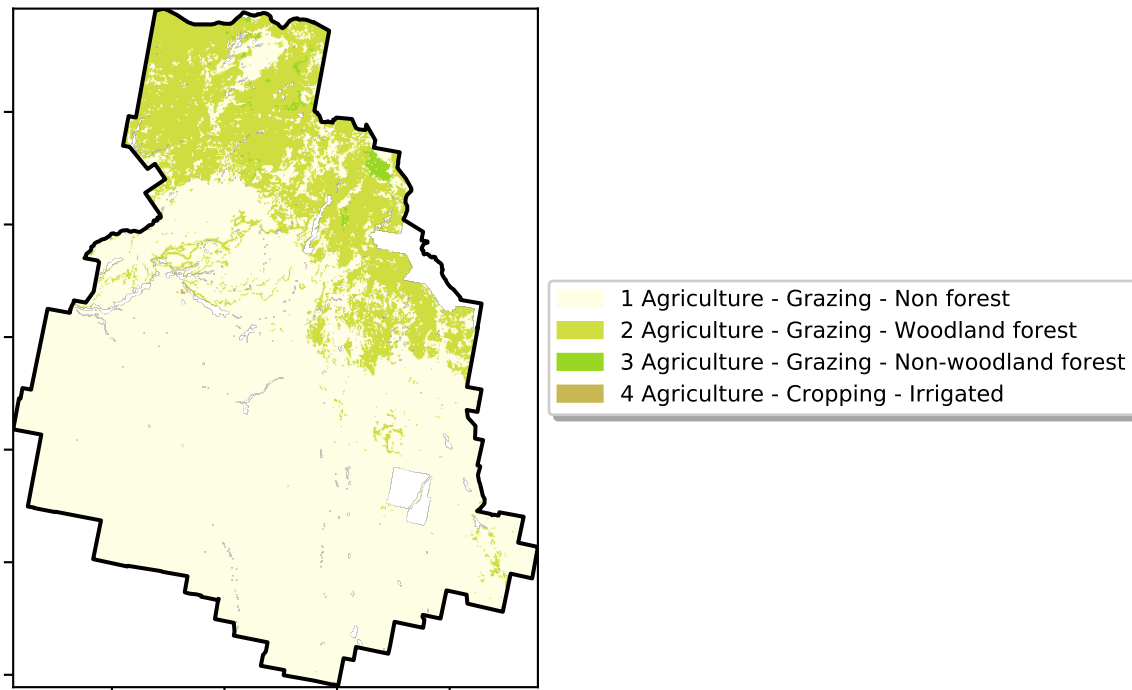 1 Agriculture - Grazing - Non forest
2 Agriculture - Grazing - Woodland forest
3 Agriculture - Grazing - Non-woodland forest
4 Agriculture - Cropping - Irrigated